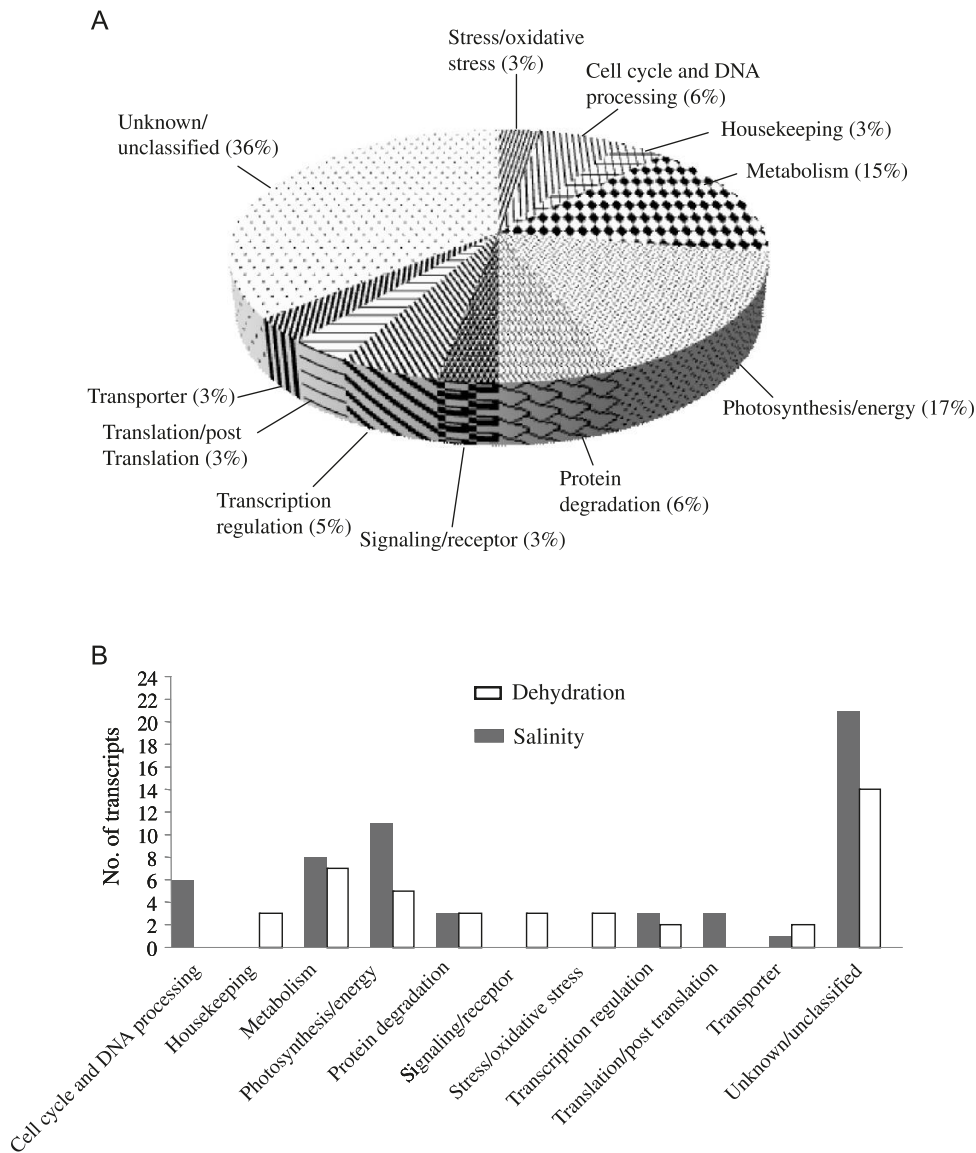 A
Stress/oxidative
stress (3%)
Cell cycle and DNA
processing (6%)
Housekeeping (3%)
Metabolism (15%)
Unknown/
unclassified (36%)
Photosynthesis/energy (17%)
Transporter (3%)
Translation/post
Translation (3%)
Protein
degradation (6%)
Transcription
regulation (5%)
Signaling/receptor (3%)
B
24
22
20
18
16
14
12
10
8
6
4
2
0
No. of transcripts
Dehydration
Salinity
Cell cycle and DNA processing
Housekeeping
Metabolism
Photosynthesis/energy
Protein degradation
Signaling/receptor
Stress/oxidative stress
Transcription regulation
Translation/post translation
Transporter
Unknown/unclassified